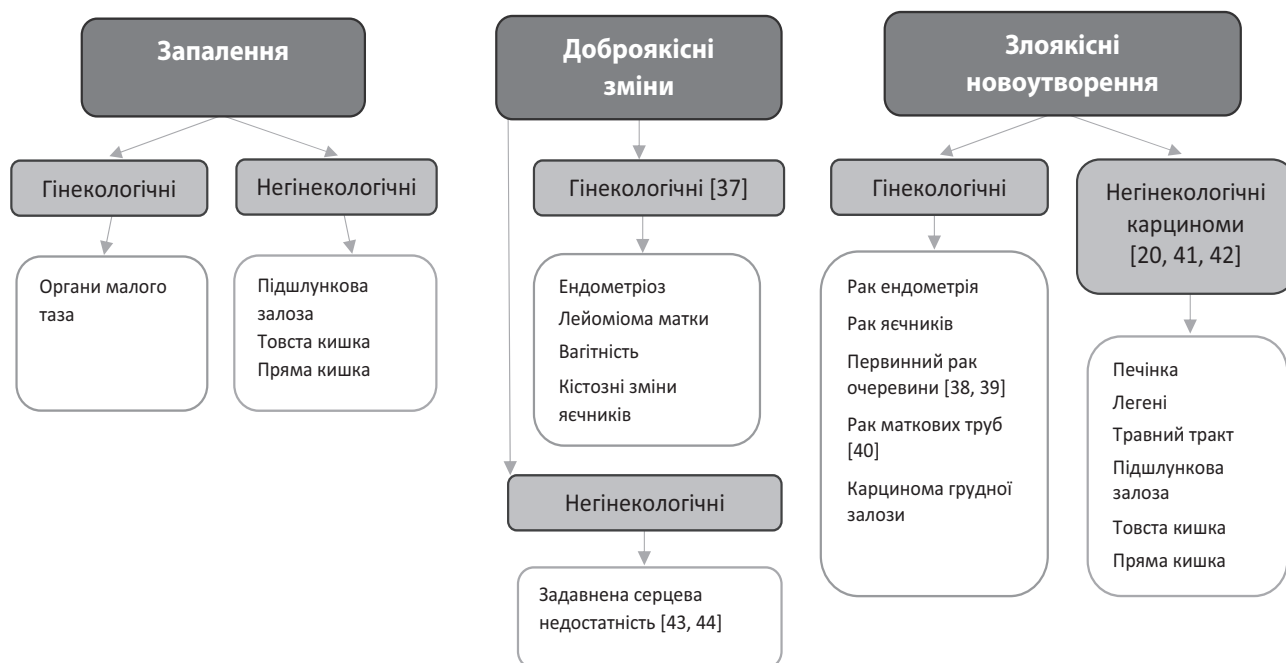 Запалення
Гінекологічні
Негінекологічні
Органи малого
таза
Підшлункова
залоза
Товста кишка
Пряма кишка
Доброякісні
зміни
Гінекологічні [37]
Ендометріоз
Лейоміома матки
Вагітність
Кістозні зміни
яєчників
Негінекологічні
Задавнена серцева
недостатність [43, 44]
Злоякісні
новоутворення
Гінекологічні
Рак ендометрія
Рак яєчників
Первинний рак
очеревини [38, 39]
Рак маткових труб
[40]
Карцинома грудної
залози
Негінекологічні
карциноми
[20, 41, 42]
Печінка
Легені
Травний тракт
Підшлункова
залоза
Товста кишка
Пряма кишка